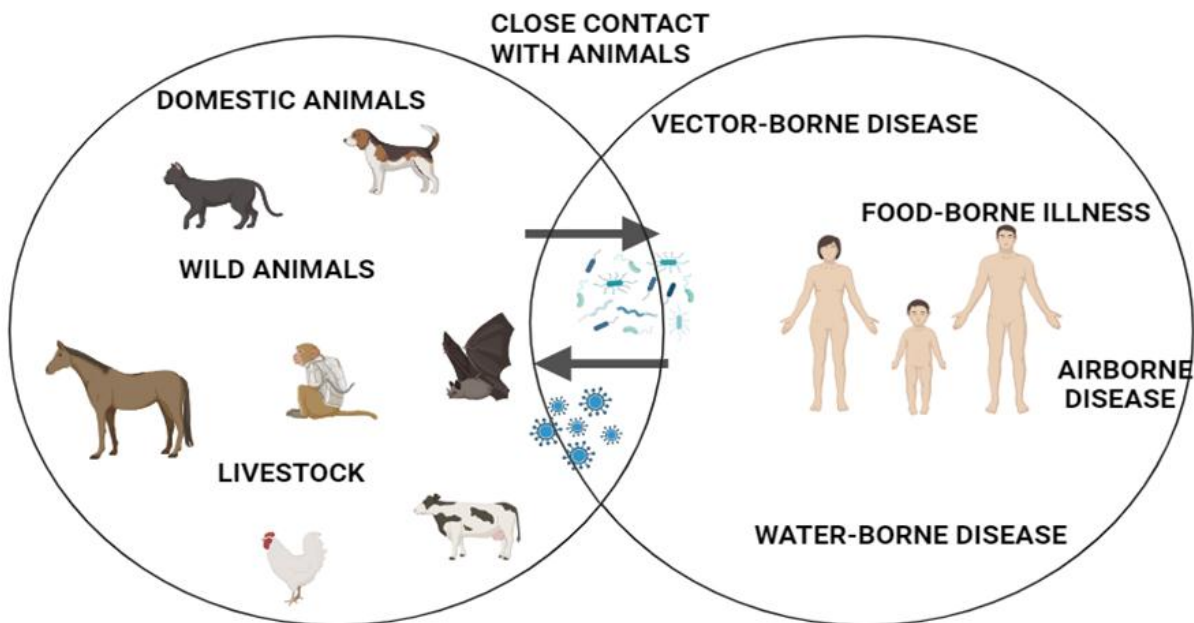 CLOSE CONTACT
WITH ANIMALS
DOMESTIC ANIMALS
VECTOR-BORNE DISEASE
FOOD-BORNE ILLNESS
WILD ANIMALS
AIRBORNE
DISEASE
LIVESTOCK
WATER-BORNE DISEASE